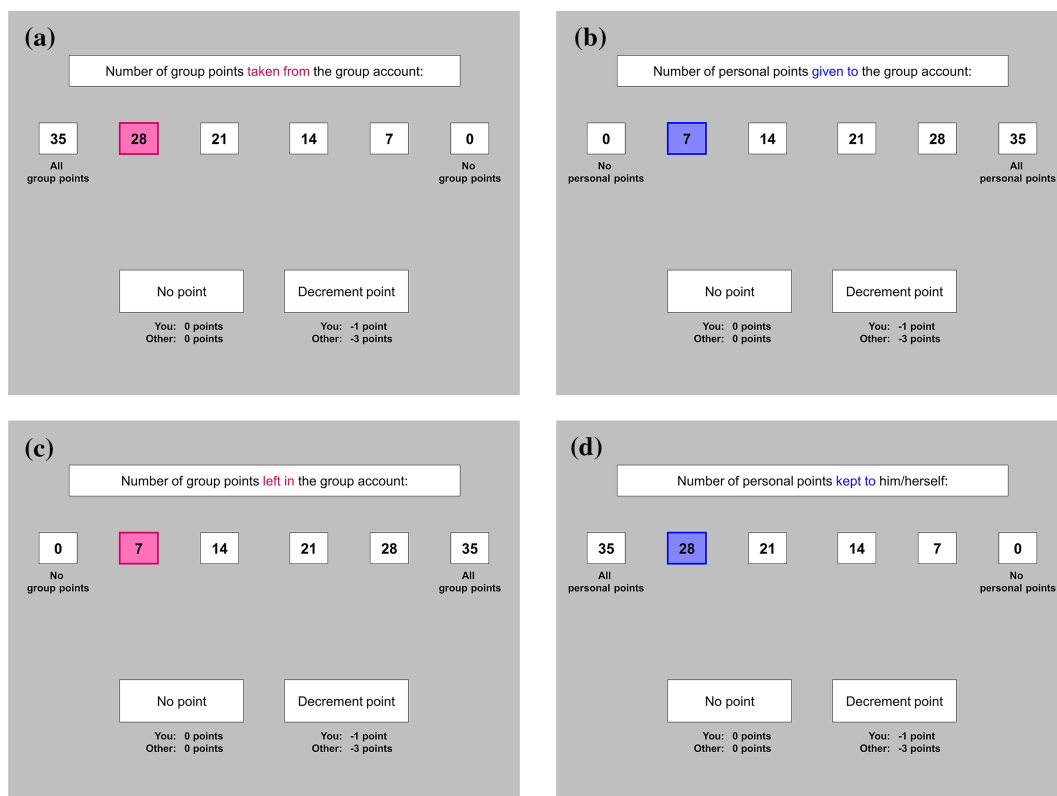 (a)
Number of group points taken from the group account:
35 28 21 14 7 0
All
group points
No
group points
No point
Decrement point
You: 0 points
Other: 0 points
You: -1 point
Other: -3 points
(b)
Number of personal points given to the group account:
0 7 14 21 28 35
No
personal points
All
personal points
No point
Decrement point
You: 0 points
Other: 0 points
You: -1 point
Other: -3 points
(c)
Number of group points left in the group account:
0 7 14 21 28 35
No
group points
All
group points
No point
Decrement point
You: 0 points
Other: 0 points
You: -1 point
Other: -3 points
(d)
Number of personal points kept to him/herself:
35 28 21 14 7 0
All
personal points
No
personal points
No point
Decrement point
You: 0 points
Other: 0 points
You: -1 point
Other: -3 points